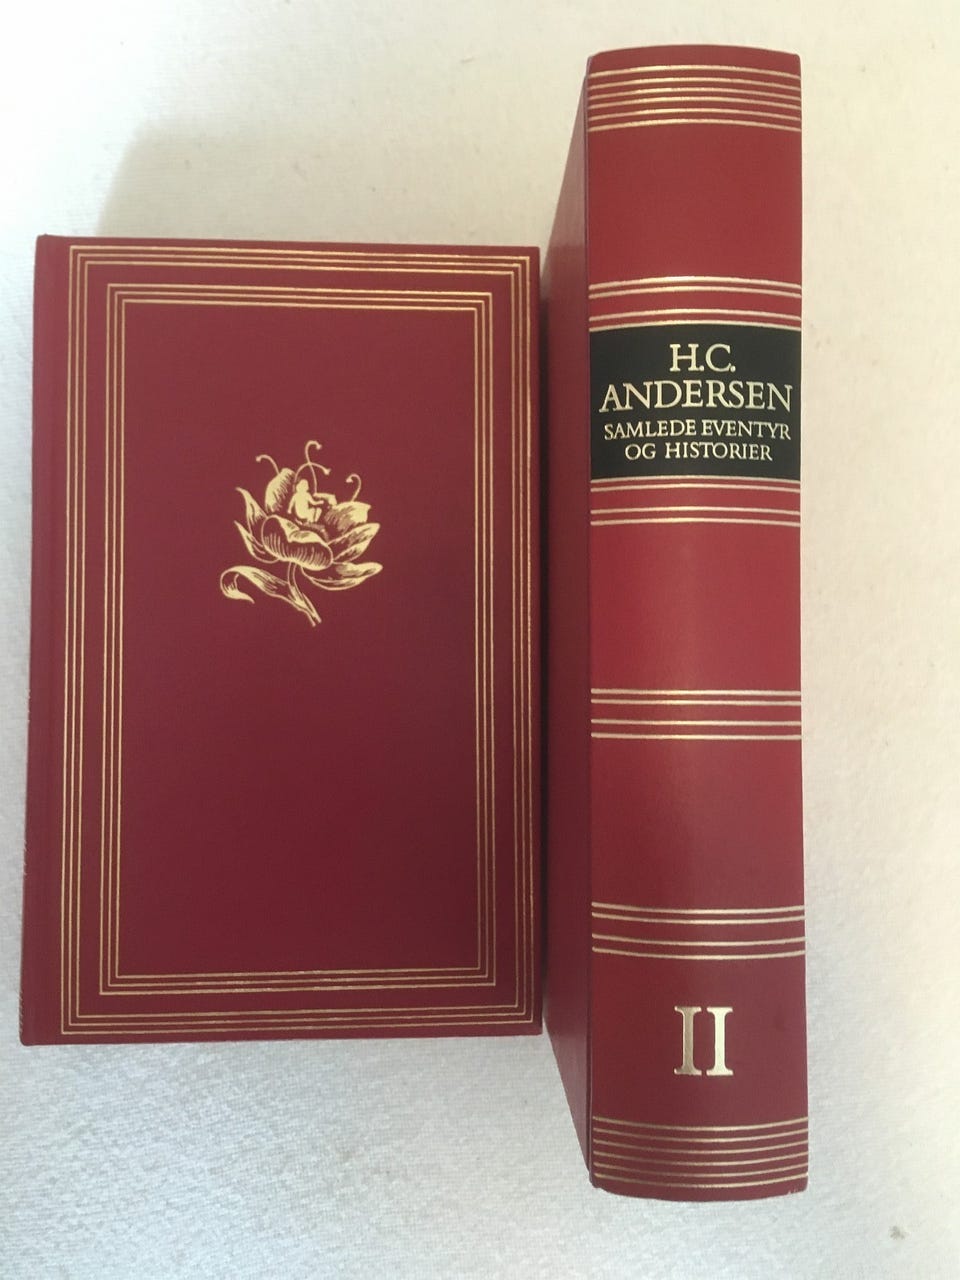 H.C.
ANDERSEN
SAMLEDE EVENTYR
OG HISTORIER
II